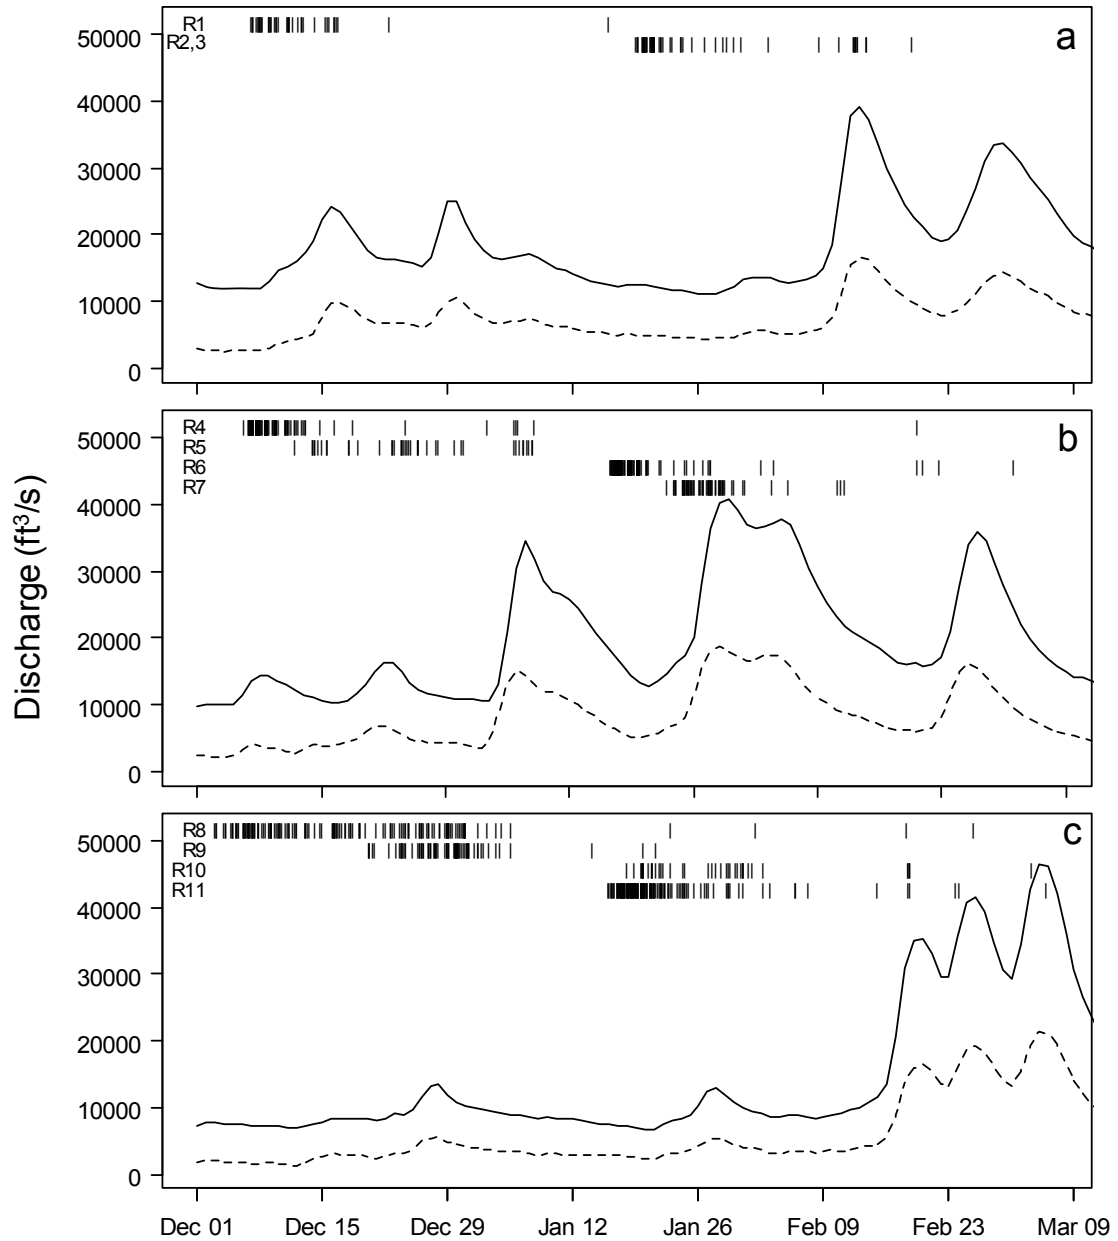 R1
R2,3
a
50000
40000
30000
20000
10000
0
R4
R5
R6
R7
b
50000
40000
30000
20000
10000
0
Discharge (ft³/s)
R8
R9
R10
R11
c
50000
40000
30000
20000
10000
0
Dec 01 Dec 15 Dec 29 Jan 12 Jan 26 Feb 09 Feb 23 Mar 09